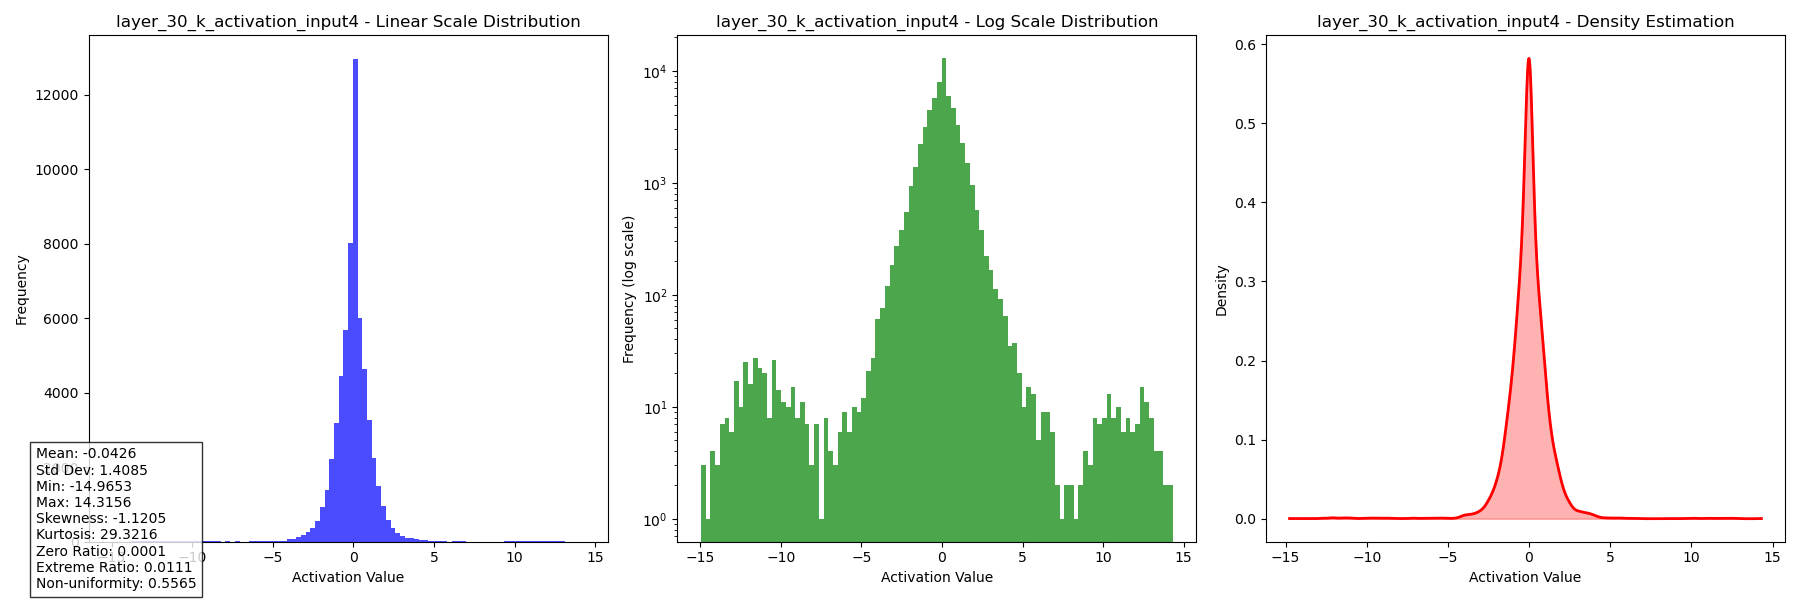 layer_30_k_activation_input4 - Linear Scale Distribution
Frequency
12000
10000
8000
6000
4000
Mean: -0.0426
Std Dev: 1.4085
Min: -14.9653
Max: 14.3156
Skewness: -1.1205
Kurtosis: 29.3216
Zero Ratio: 0.0001
Extreme Ratio: 0.0111
Non-uniformity: 0.5565
−10 −5 0 5 10 15
Activation Value
layer_30_k_activation_input4 - Log Scale Distribution
Frequency (log scale)
10⁴
10³
10²
10¹
10⁰
−15 −10 −5 0 5 10 15
Activation Value
layer_30_k_activation_input4 - Density Estimation
Density
0.6
0.5
0.4
0.3
0.2
0.1
0.0
−15 −10 −5 0 5 10 15
Activation Value